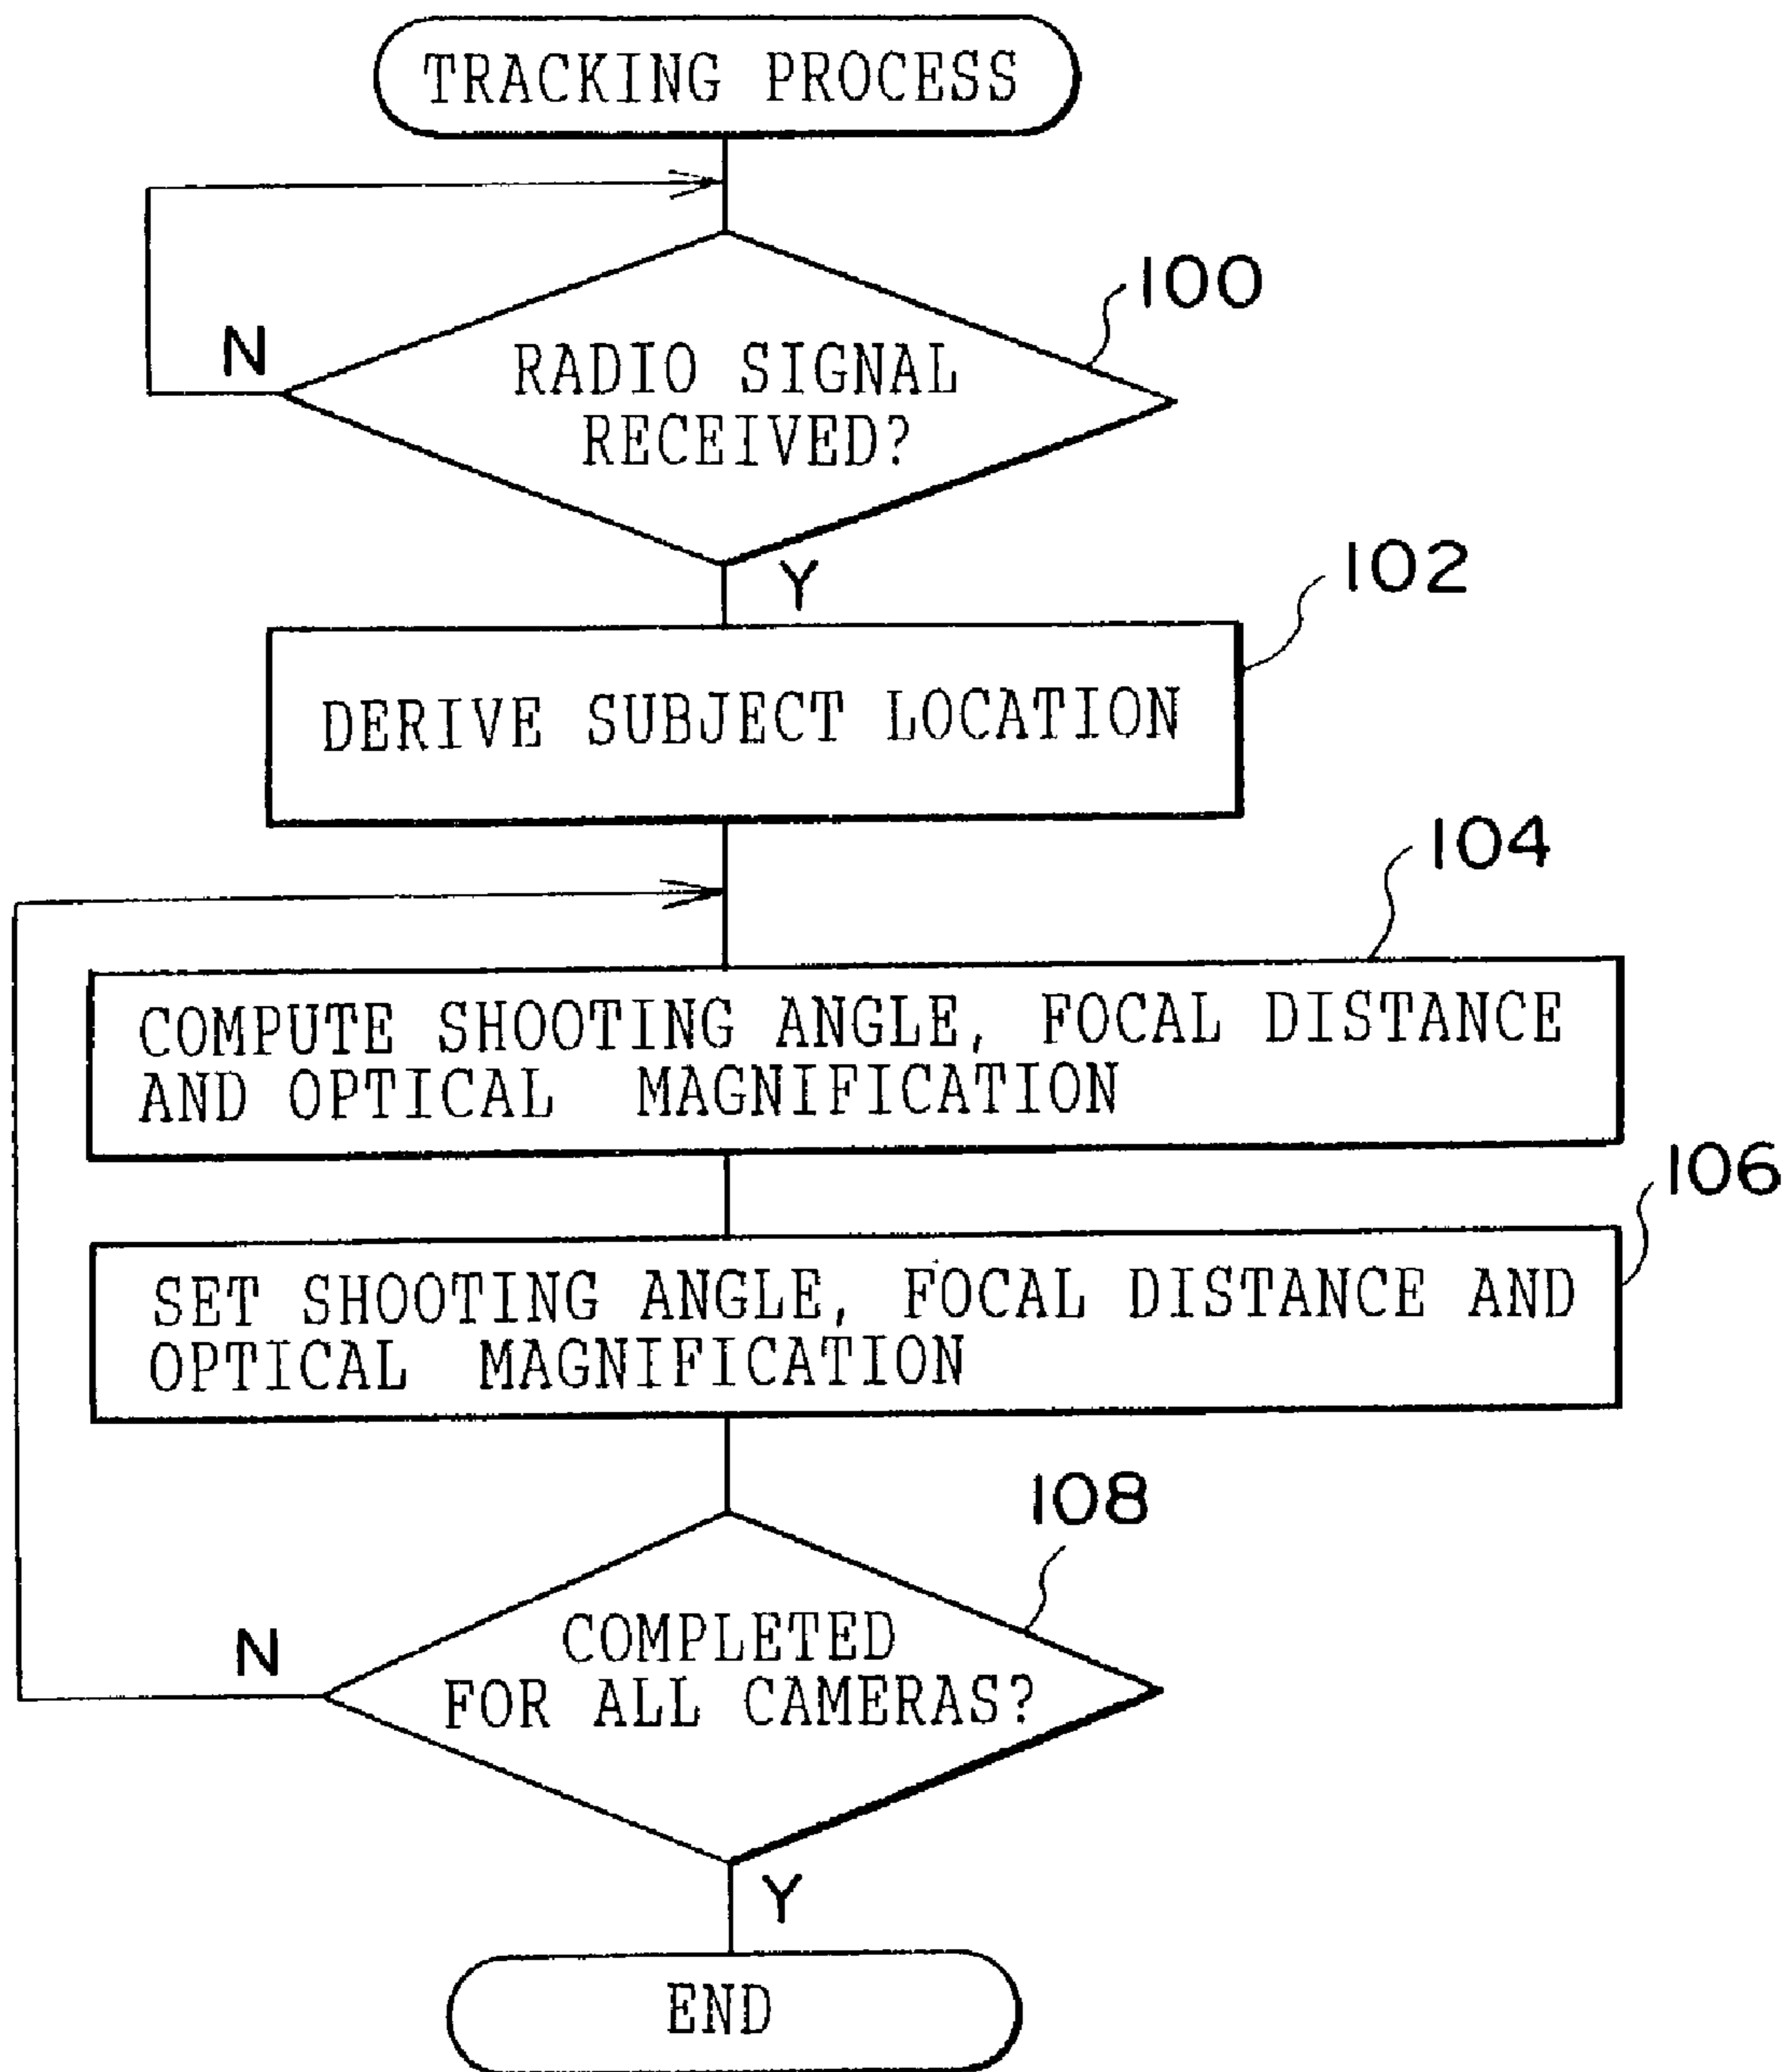 TRACKING PROCESS
100
N
RADIO SIGNAL
RECEIVED?
Y
102
DERIVE SUBJECT LOCATION
104
COMPUTE SHOOTING ANGLE, FOCAL DISTANCE
AND OPTICAL MAGNIFICATION
106
SET SHOOTING ANGLE, FOCAL DISTANCE AND
OPTICAL MAGNIFICATION
108
N
COMPLETED
FOR ALL CAMERAS?
Y
END